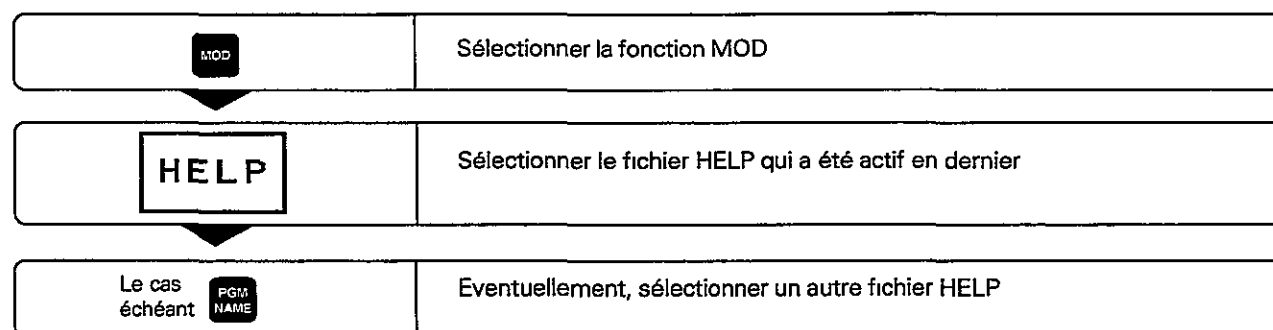 MOD
Sélectionner la fonction MOD
HELP
Sélectionner le fichier HELP qui a été actif en dernier
Le cas
échéant
PGM
NAME
Eventuellement, sélectionner un autre fichier HELP